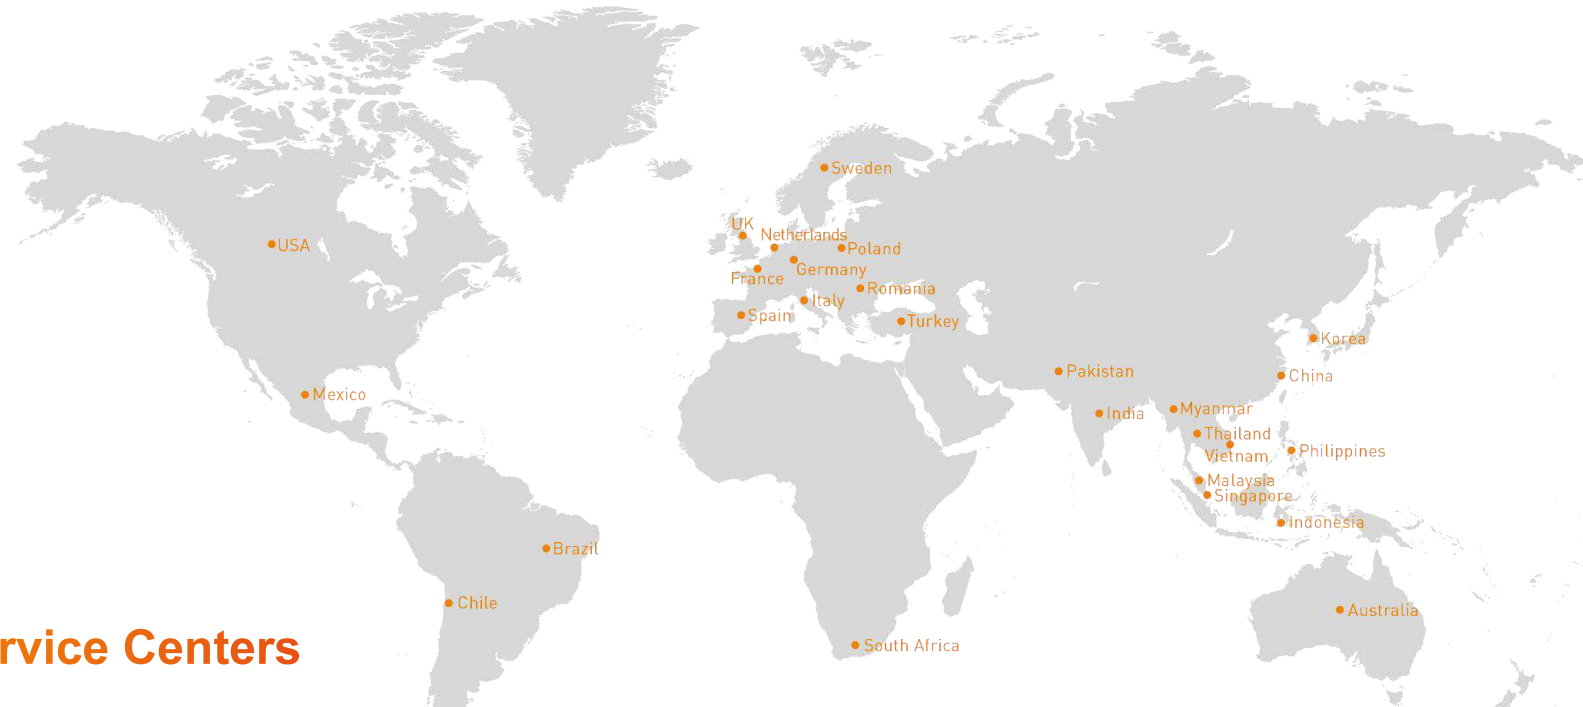 Sweden
UK
Netherlands
USA
Poland
Germany
France
Romania
Italy
Spain
Turkey
Korea
Pakistan
China
Mexico
Myanmar
India
Thailand
Philippines
Vietnam
Malaysia
Singapore
Indonesia
Brazil
Chile
Australia
South Africa
rvice Centers